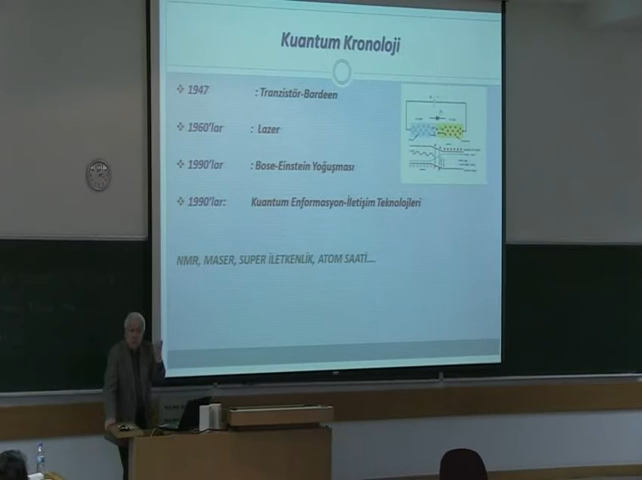 Kuantum Kronoloji
❖ 1947 : Tranzistör-Bardeen
❖ 1960'lar : Lazer
❖ 1990'lar : Bose-Einstein Yoğuşması
❖ 1990'lar: Kuantum Enformasyon-İletişim Teknolojileri
NMR, MASER, SUPER İLETKENLİK, ATOM SAATİ....